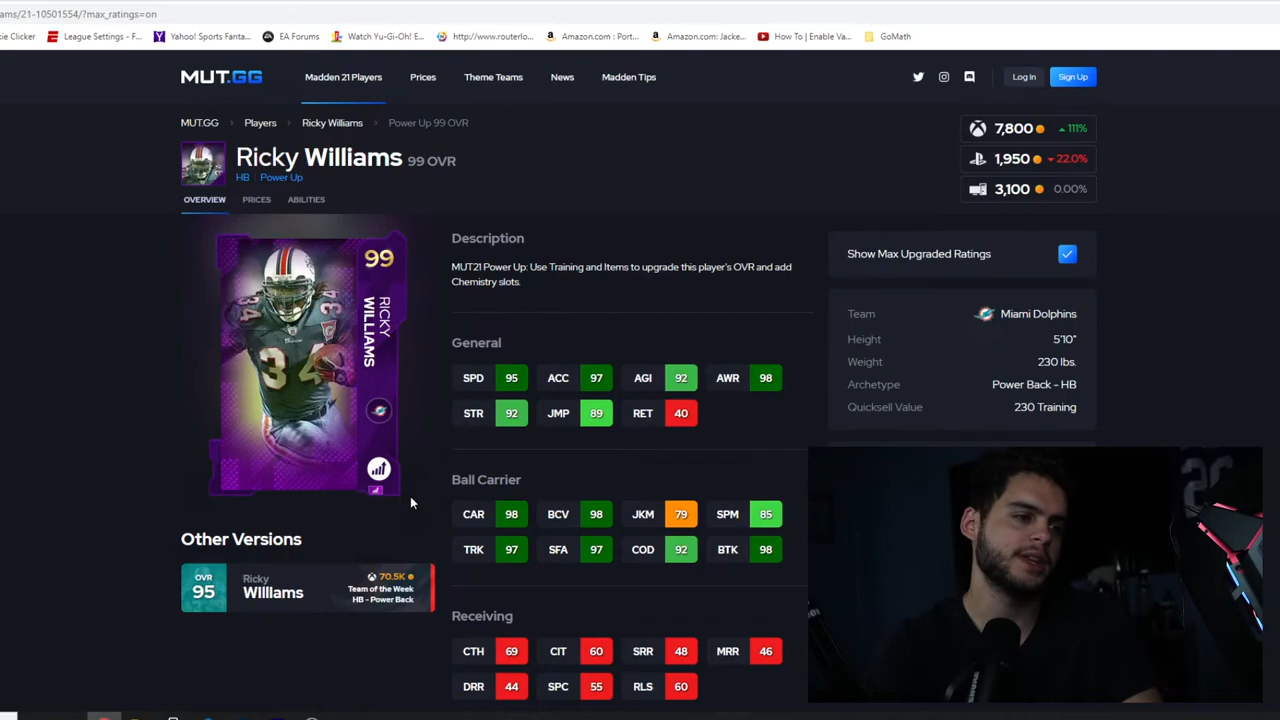 ams/21-10501554/?max_ratings=on
kie Clicker
League Settings - F...
Yahoo! Sports Fanta...
EA Forums
Watch Yu-Gi-Oh! E...
http://www.routerlo...
Amazon.com : Port...
Amazon.com: Jacke...
How To | Enable Va...
GoMath
MUT.GG
Madden 21 Players
Prices
Theme Teams
News
Madden Tips
Log In
Sign Up
MUT.GG > Players > Ricky Williams > Power Up 99 OVR
Ricky Williams 99 OVR
HB | Power Up
7,800 111%
1,950 22.0%
3,100 0.00%
OVERVIEW
PRICES
ABILITIES
99
RICKY
WILLIAMS
34
34
Description
MUT21 Power Up: Use Training and Items to upgrade this player's OVR and add
Chemistry slots.
General
SPD 95 ACC 97 AGI 92 AWR 98
STR 92 JMP 89 RET 40
Ball Carrier
CAR 98 BCV 98 JKM 79 SPM 85
TRK 97 SFA 97 COD 92 BTK 98
Receiving
CTH 69 CIT 60 SRR 48 MRR 46
DRR 44 SPC 55 RLS 60
Show Max Upgraded Ratings
Team Miami Dolphins
Height 5'10"
Weight 230 lbs.
Archetype Power Back - HB
Quicksell Value 230 Training
Other Versions
OVR
95
Ricky
Williams
70.5K
Team of the Week
HB - Power Back